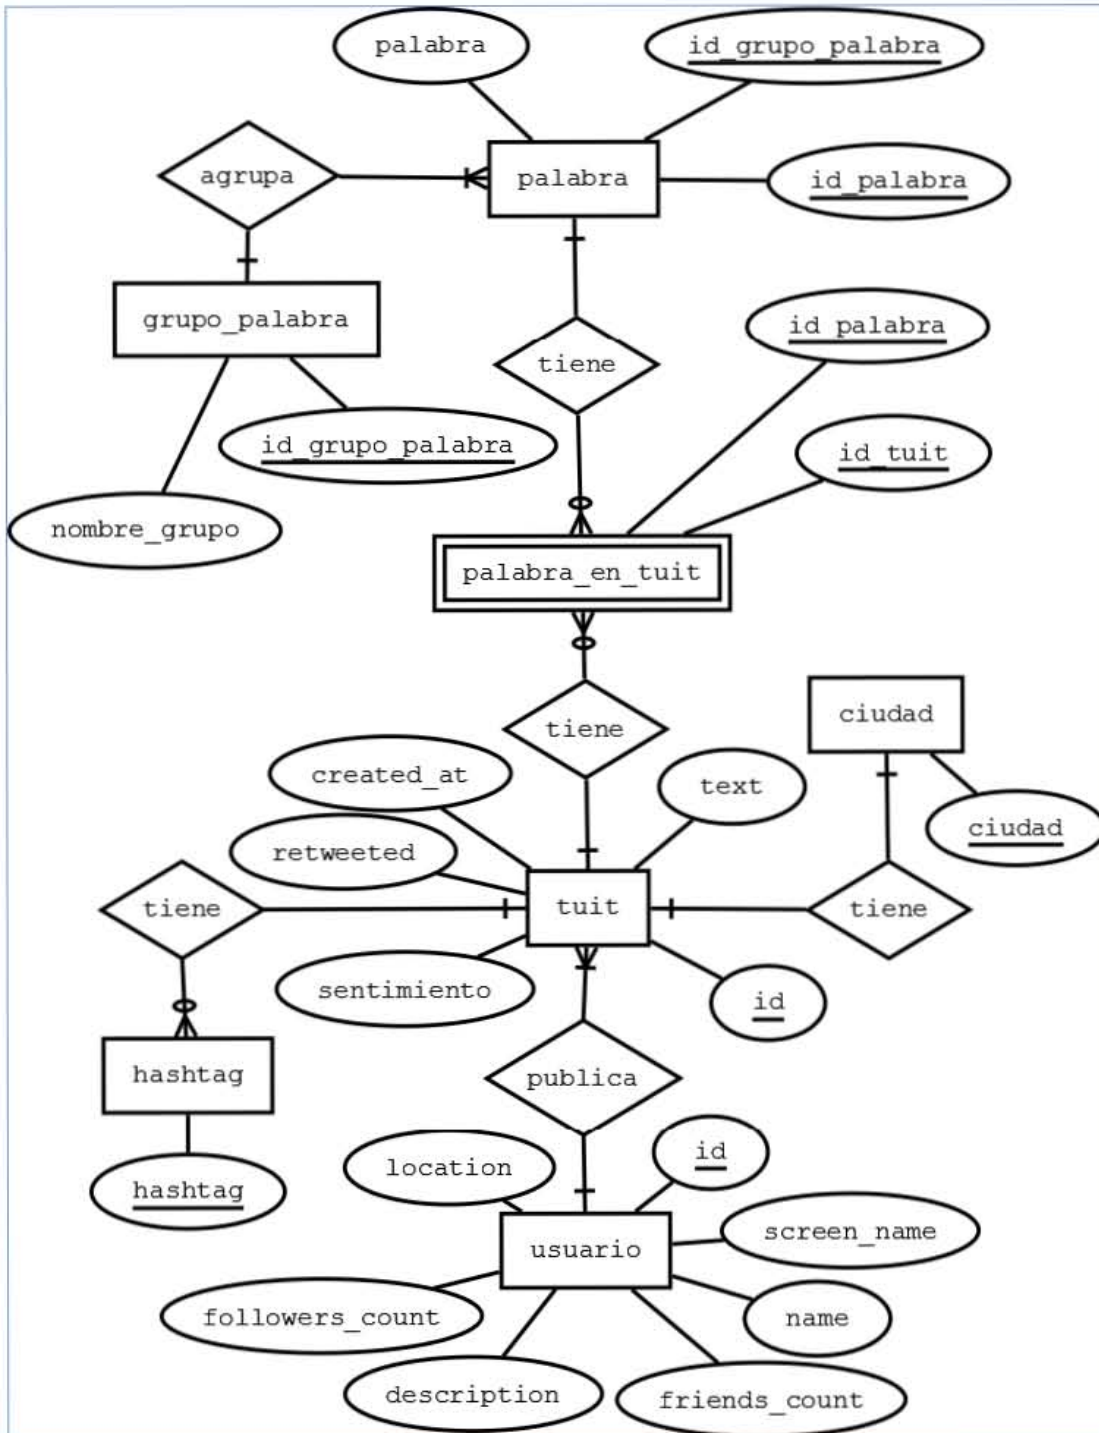 palabra
id_grupo_palabra
agrupa
palabra
id_palabra
grupo_palabra
id_palabra
tiene
id_grupo_palabra
id_tuit
nombre_grupo
palabra_en_tuit
ciudad
tiene
created_at
text
ciudad
retweeted
tiene
tuit
tiene
sentimiento
id
hashtag
publica
location
id
hashtag
screen_name
usuario
followers_count
name
description
friends_count